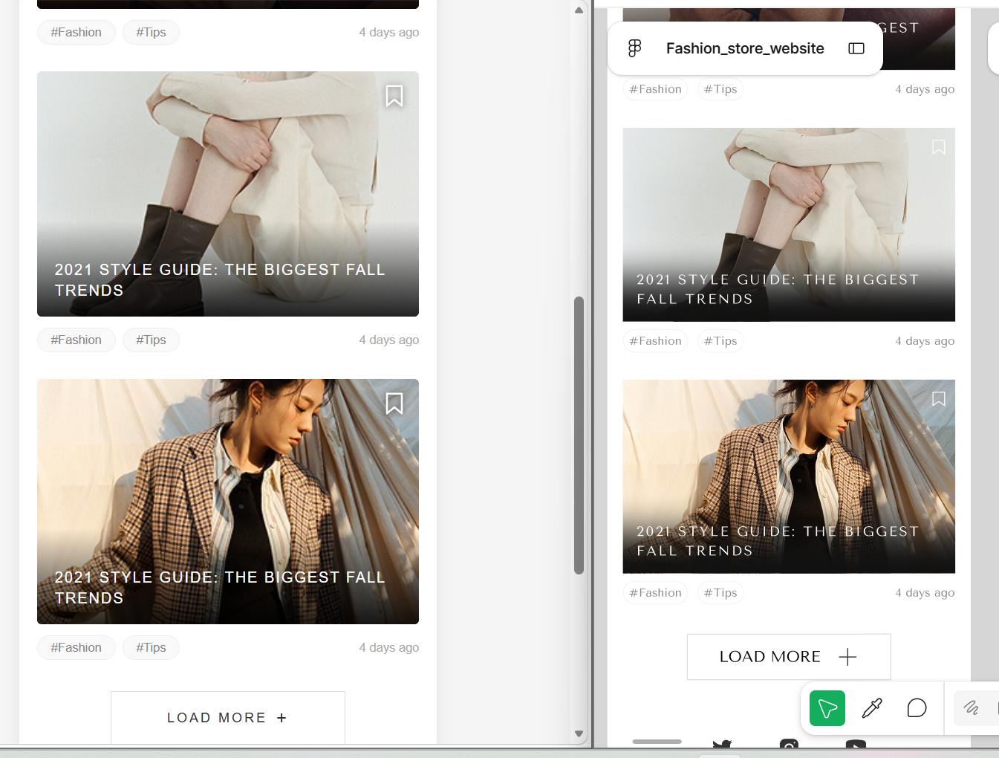 #Fashion #Tips 4 days ago
2021 STYLE GUIDE: THE BIGGEST FALL
TRENDS
#Fashion #Tips 4 days ago
2021 STYLE GUIDE: THE BIGGEST FALL
TRENDS
#Fashion #Tips 4 days ago
LOAD MORE +
GEST
Fashion_store_website
#Fashion #Tips 4 days ago
2021 STYLE GUIDE: THE BIGGEST
FALL TRENDS
#Fashion #Tips 4 days ago
2021 STYLE GUIDE: THE BIGGEST
FALL TRENDS
#Fashion #Tips 4 days ago
LOAD MORE